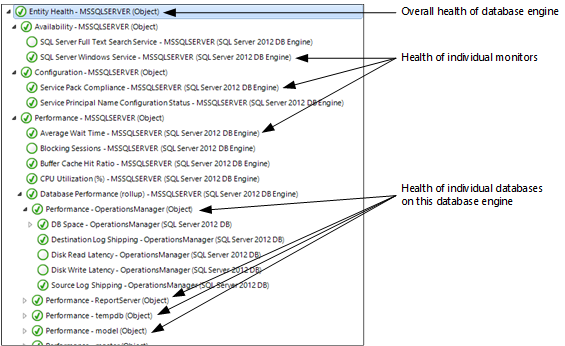 Entity Health - MSSQLSERVER (Object)
Overall health of database engine
Availability - MSSQLSERVER (Object)
SQL Server Full Text Search Service - MSSQLSERVER (SQL Server 2012 DB Engine)
SQL Server Windows Service - MSSQLSERVER (SQL Server 2012 DB Engine)
Health of individual monitors
Configuration - MSSQLSERVER (Object)
Service Pack Compliance - MSSQLSERVER (SQL Server 2012 DB Engine)
Service Principal Name Configuration Status - MSSQLSERVER (SQL Server 2012 DB Engine)
Performance - MSSQLSERVER (Object)
Average Wait Time - MSSQLSERVER (SQL Server 2012 DB Engine)
Blocking Sessions - MSSQLSERVER (SQL Server 2012 DB Engine)
Buffer Cache Hit Ratio - MSSQLSERVER (SQL Server 2012 DB Engine)
CPU Utilization (%) - MSSQLSERVER (SQL Server 2012 DB Engine)
Database Performance (rollup) - MSSQLSERVER (SQL Server 2012 DB Engine)
Health of individual databases
on this database engine
Performance - OperationsManager (Object)
DB Space - OperationsManager (SQL Server 2012 DB)
Destination Log Shipping - OperationsManager (SQL Server 2012 DB)
Disk Read Latency - OperationsManager (SQL Server 2012 DB)
Disk Write Latency - OperationsManager (SQL Server 2012 DB)
Source Log Shipping - OperationsManager (SQL Server 2012 DB)
Performance - ReportServer (Object)
Performance - tempdb (Object)
Performance - model (Object)
Performance - master (Object)